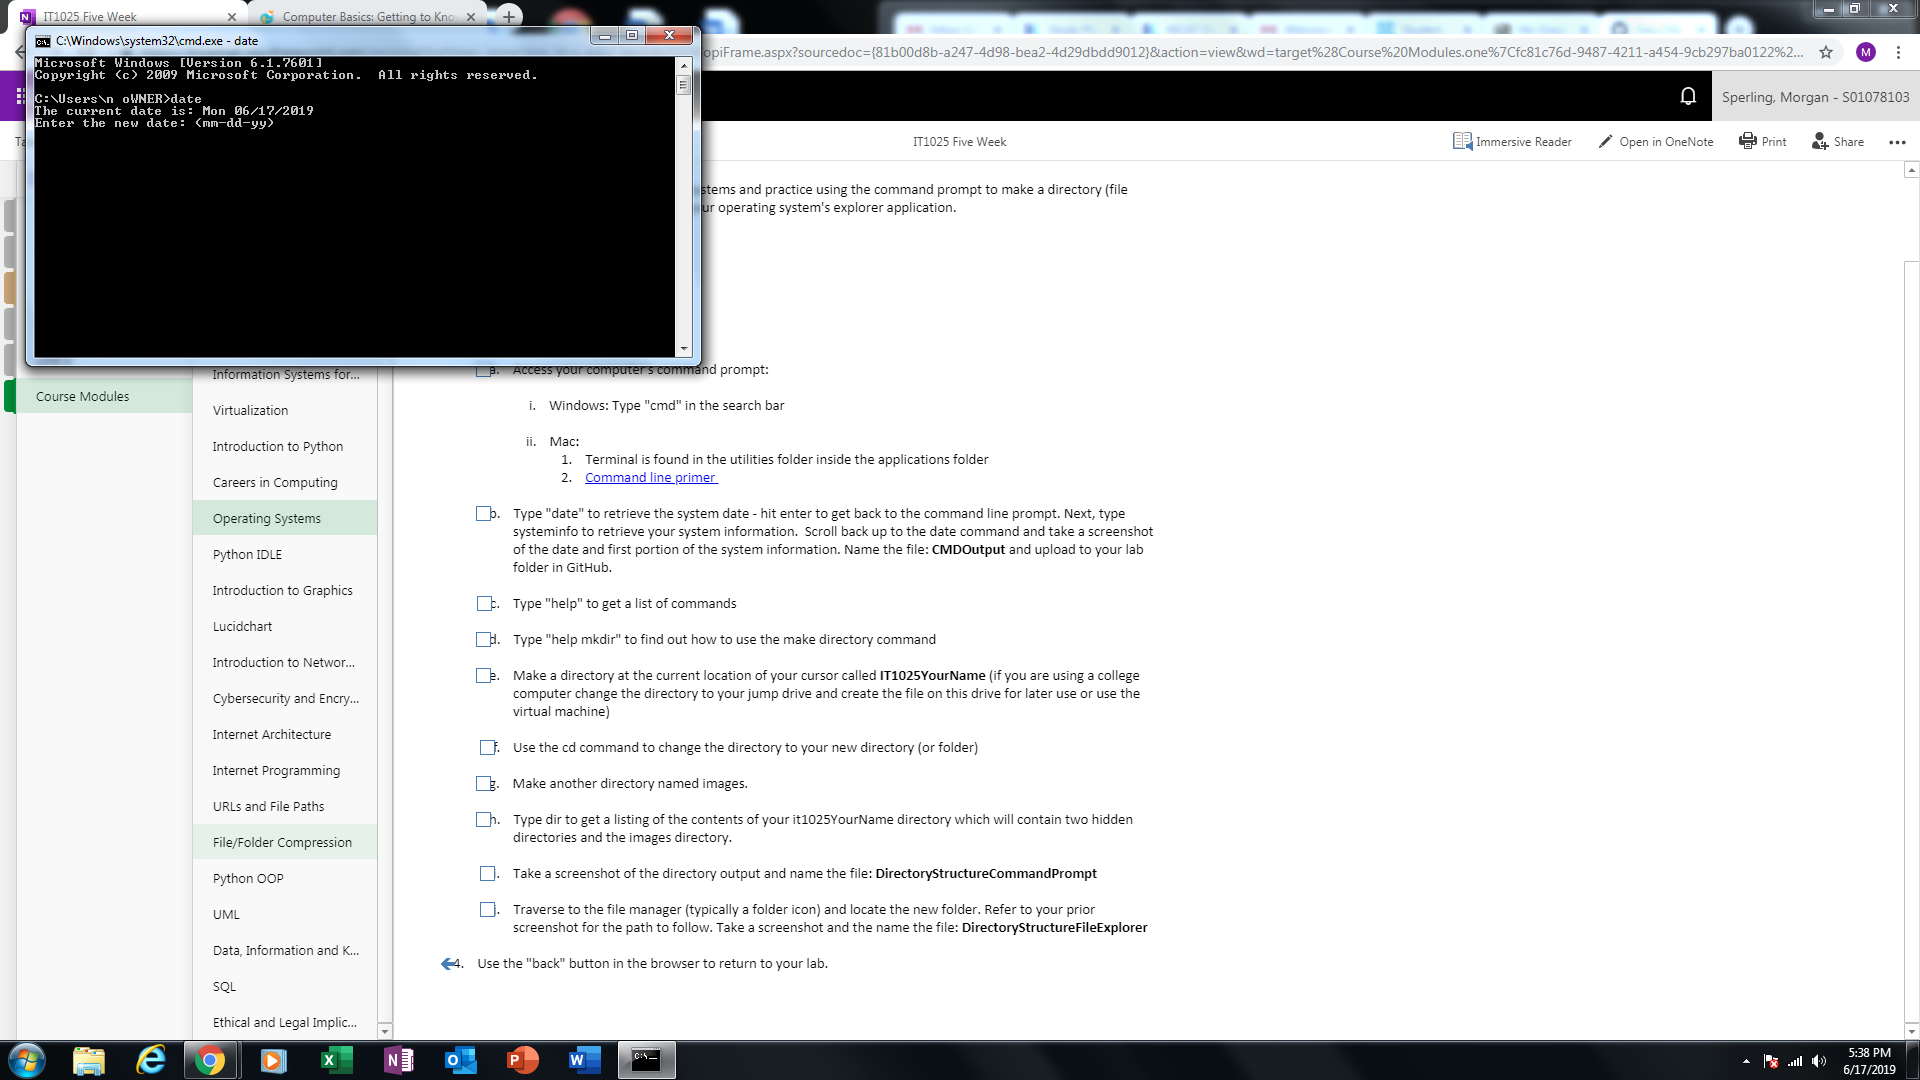 IT1025 Five Week
Computer Basics: Getting to Kno
C:\Windows\system32\cmd.exe - date
Microsoft Windows [Version 6.1.7601]
Copyright (c) 2009 Microsoft Corporation.  All rights reserved.
C:\Users\n oWNER>date
The current date is: Mon 06/17/2019
Enter the new date: (mm-dd-yy)
opiFrame.aspx?sourcedoc={81b00d8b-a247-4d98-bea2-4d29dbdd9012}&action=view&wd=target%28Course%20Modules.one%7Cfc81c76d-9487-4211-a454-9cb297ba0122%2...
M
Sperling, Morgan - S01078103
Ta
IT1025 Five Week
Immersive Reader
Open in OneNote
Print
Share
stems and practice using the command prompt to make a directory (file
ur operating system's explorer application.
Course Modules
Information Systems for...
Virtualization
Introduction to Python
Careers in Computing
Operating Systems
Python IDLE
Introduction to Graphics
Lucidchart
Introduction to Networ...
Cybersecurity and Encry...
Internet Architecture
Internet Programming
URLs and File Paths
File/Folder Compression
Python OOP
UML
Data, Information and K...
SQL
Ethical and Legal Implic...
a. Access your computer's command prompt:
i. Windows: Type "cmd" in the search bar
ii. Mac:
1. Terminal is found in the utilities folder inside the applications folder
2. Command line primer
b. Type "date" to retrieve the system date - hit enter to get back to the command line prompt. Next, type
systeminfo to retrieve your system information.  Scroll back up to the date command and take a screenshot
of the date and first portion of the system information. Name the file: CMDOutput and upload to your lab
folder in GitHub.
c. Type "help" to get a list of commands
d. Type "help mkdir" to find out how to use the make directory command
e. Make a directory at the current location of your cursor called IT1025YourName (if you are using a college
computer change the directory to your jump drive and create the file on this drive for later use or use the
virtual machine)
f. Use the cd command to change the directory to your new directory (or folder)
g. Make another directory named images.
h. Type dir to get a listing of the contents of your it1025YourName directory which will contain two hidden
directories and the images directory.
. Take a screenshot of the directory output and name the file: DirectoryStructureCommandPrompt
j. Traverse to the file manager (typically a folder icon) and locate the new folder. Refer to your prior
screenshot for the path to follow. Take a screenshot and the name the file: DirectoryStructureFileExplorer
4. Use the "back" button in the browser to return to your lab.
5:38 PM
6/17/2019